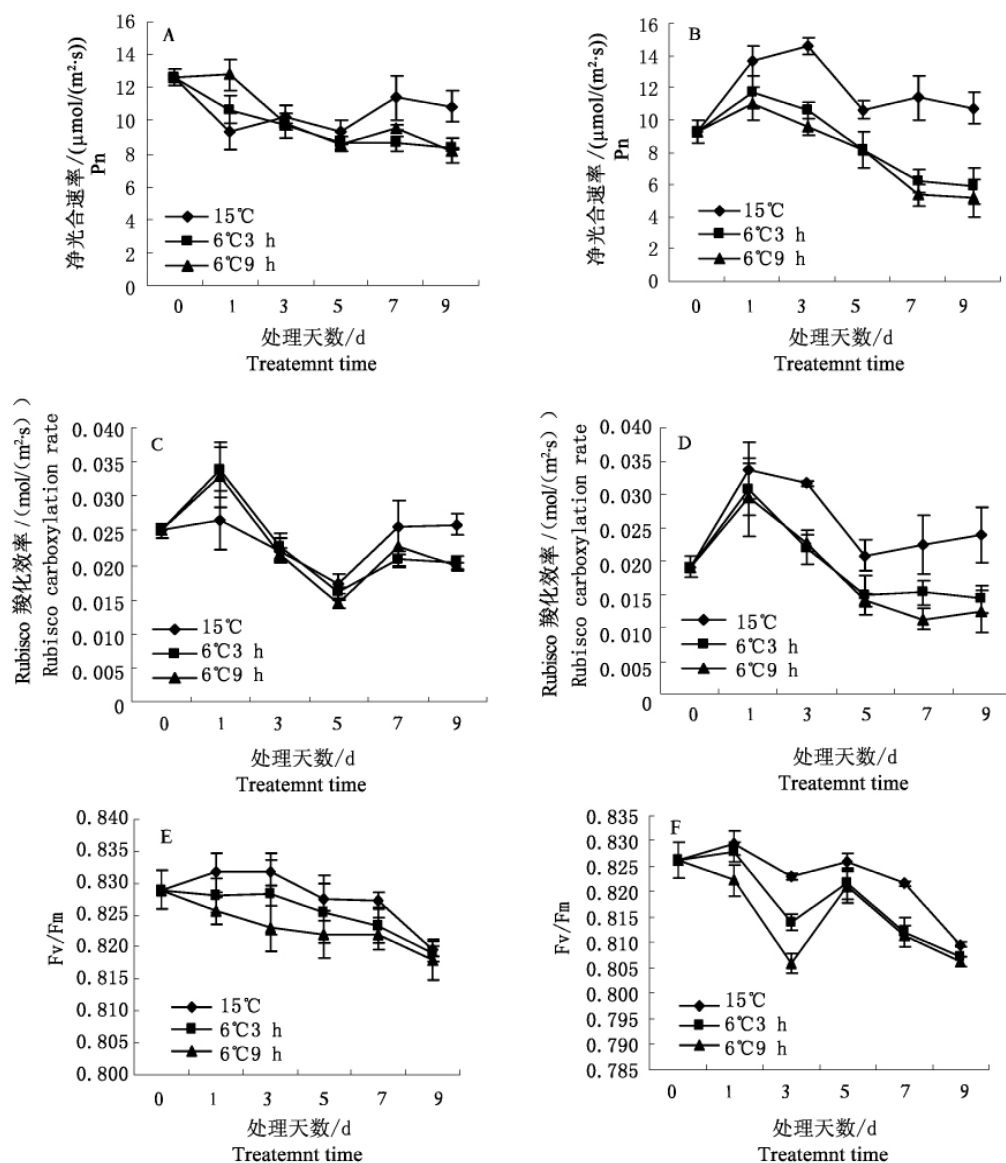 A
净光合速率/(μmol/(m²·s))
Pn
16
14
12
10
8
6
4
2
0
15℃
6℃3 h
6℃9 h
0 1 3 5 7 9
处理天数/d
Treatemnt time
B
净光合速率/(μmol/(m²·s))
Pn
16
14
12
10
8
6
4
2
0
15℃
6℃3 h
6℃9 h
0 1 3 5 7 9
处理天数/d
Treatemnt time
C
Rubisco 羧化效率/(mol/(m²·s))
Rubisco carboxylation rate
0.040
0.035
0.030
0.025
0.020
0.015
0.010
0.005
0
15℃
6℃3 h
6℃9 h
0 1 3 5 7 9
处理天数/d
Treatemnt time
D
Rubisco 羧化效率/(mol/(m²·s))
Rubisco carboxylation rate
0.040
0.035
0.030
0.025
0.020
0.015
0.010
0.005
0
15℃
6℃3 h
6℃9 h
0 1 3 5 7 9
处理天数/d
Treatemnt time
E
Fv/Fm
0.840
0.835
0.830
0.825
0.820
0.815
0.810
0.805
0.800
15℃
6℃3 h
6℃9 h
0 1 3 5 7 9
处理天数/d
Treatemnt time
F
Fv/Fm
0.835
0.830
0.825
0.820
0.815
0.810
0.805
0.800
0.795
0.790
0.785
15℃
6℃3 h
6℃9 h
0 1 3 5 7 9
处理天数/d
Treatemnt time